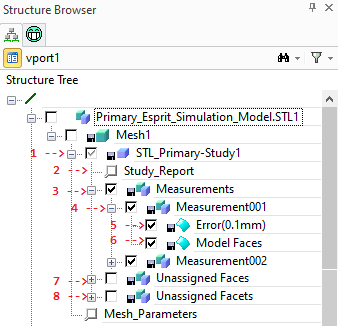 Structure Browser
vport1
Structure Tree
Primary_Esprit_Simulation_Model.STL1
Mesh1
1 STL_Primary-Study1
2 Study_Report
3 Measurements
4 Measurement001
5 Error(0.1mm)
6 Model Faces
Measurement002
7 Unassigned Faces
8 Unassigned Facets
Mesh_Parameters